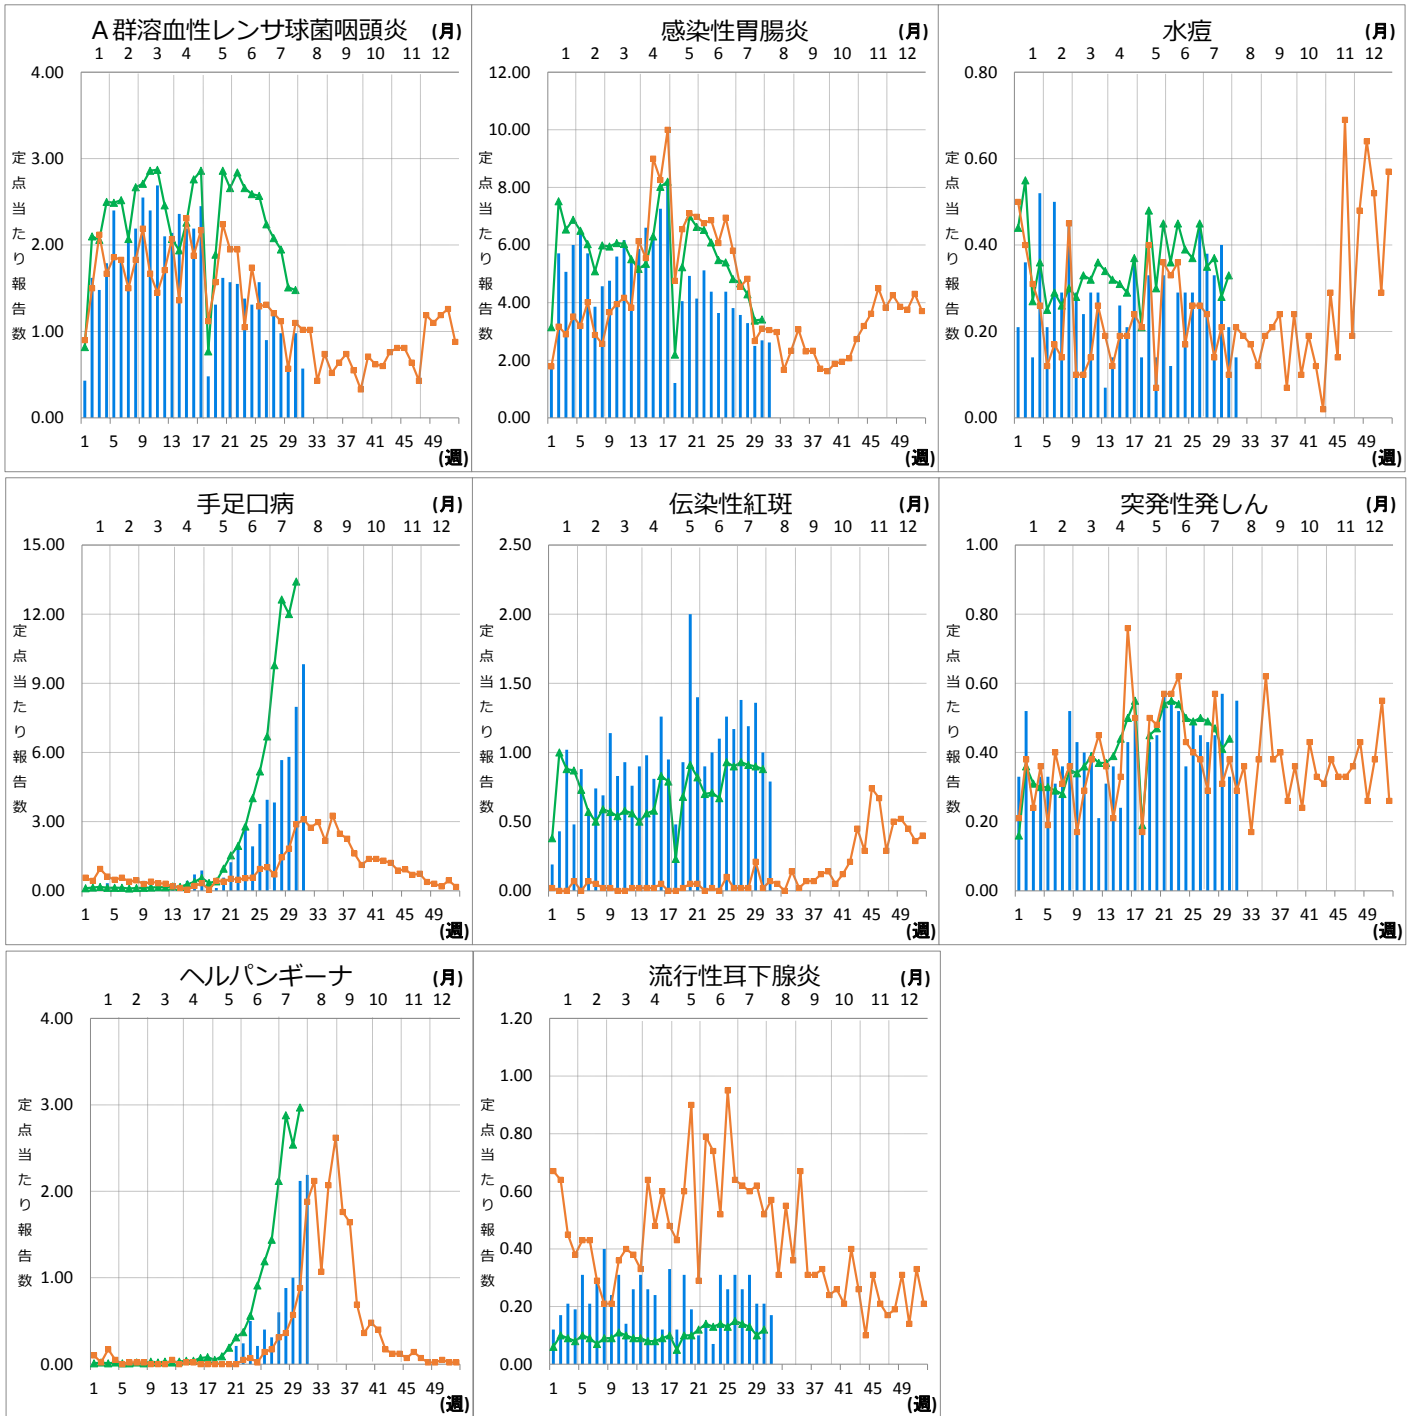 A群溶血性レンサ球菌咽頭炎 (月)
1 2 3 4 5 6 7 8 9 10 11 12
4.00
3.00
2.00
1.00
0.00
定点当たり報告数
1 5 9 13 17 21 25 29 33 37 41 45 49
(週)
感染性胃腸炎 (月)
1 2 3 4 5 6 7 8 9 10 11 12
12.00
10.00
8.00
6.00
4.00
2.00
0.00
定点当たり報告数
1 5 9 13 17 21 25 29 33 37 41 45 49
(週)
水痘 (月)
1 2 3 4 5 6 7 8 9 10 11 12
0.80
0.60
0.40
0.20
0.00
定点当たり報告数
1 5 9 13 17 21 25 29 33 37 41 45 49
(週)
手足口病 (月)
1 2 3 4 5 6 7 8 9 10 11 12
15.00
12.00
9.00
6.00
3.00
0.00
定点当たり報告数
1 5 9 13 17 21 25 29 33 37 41 45 49
(週)
伝染性紅斑 (月)
1 2 3 4 5 6 7 8 9 10 11 12
2.50
2.00
1.50
1.00
0.50
0.00
定点当たり報告数
1 5 9 13 17 21 25 29 33 37 41 45 49
(週)
突発性発しん (月)
1 2 3 4 5 6 7 8 9 10 11 12
1.00
0.80
0.60
0.40
0.20
0.00
定点当たり報告数
1 5 9 13 17 21 25 29 33 37 41 45 49
(週)
ヘルパンギーナ (月)
1 2 3 4 5 6 7 8 9 10 11 12
4.00
3.00
2.00
1.00
0.00
定点当たり報告数
1 5 9 13 17 21 25 29 33 37 41 45 49
(週)
流行性耳下腺炎 (月)
1 2 3 4 5 6 7 8 9 10 11 12
1.20
1.00
0.80
0.60
0.40
0.20
0.00
定点当たり報告数
1 5 9 13 17 21 25 29 33 37 41 45 49
(週)